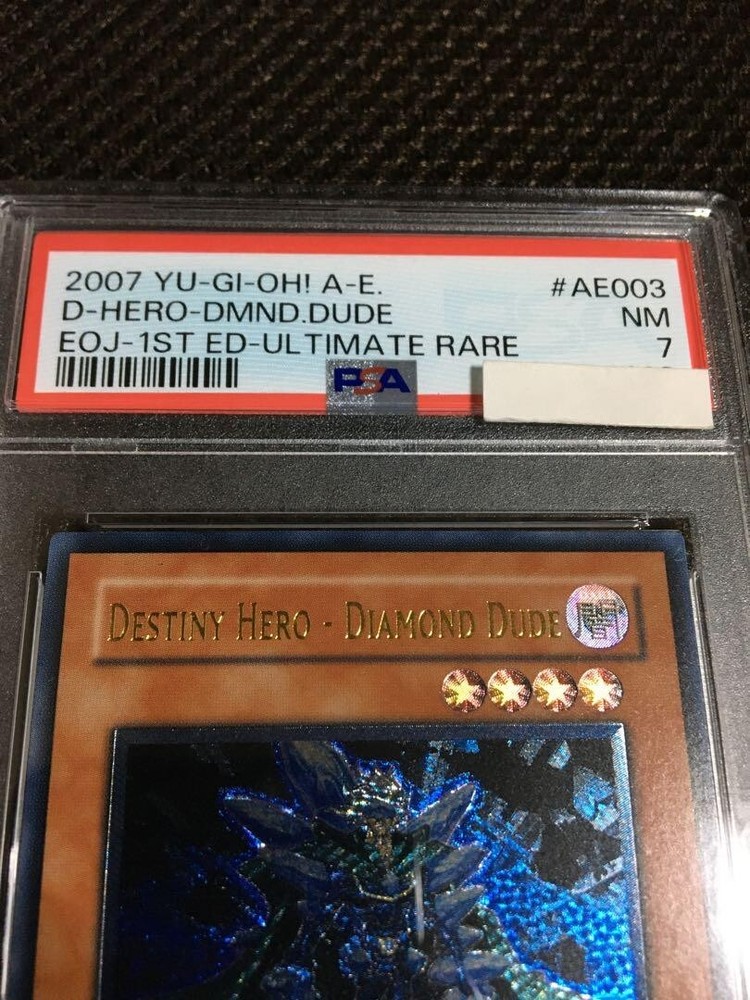 2007 YU-GI-OH! A-E. #AE003
D-HERO-DMND.DUDE NM
EOJ-1ST ED-ULTIMATE RARE 7
PSA
DESTINY HERO - DIAMOND DUDE